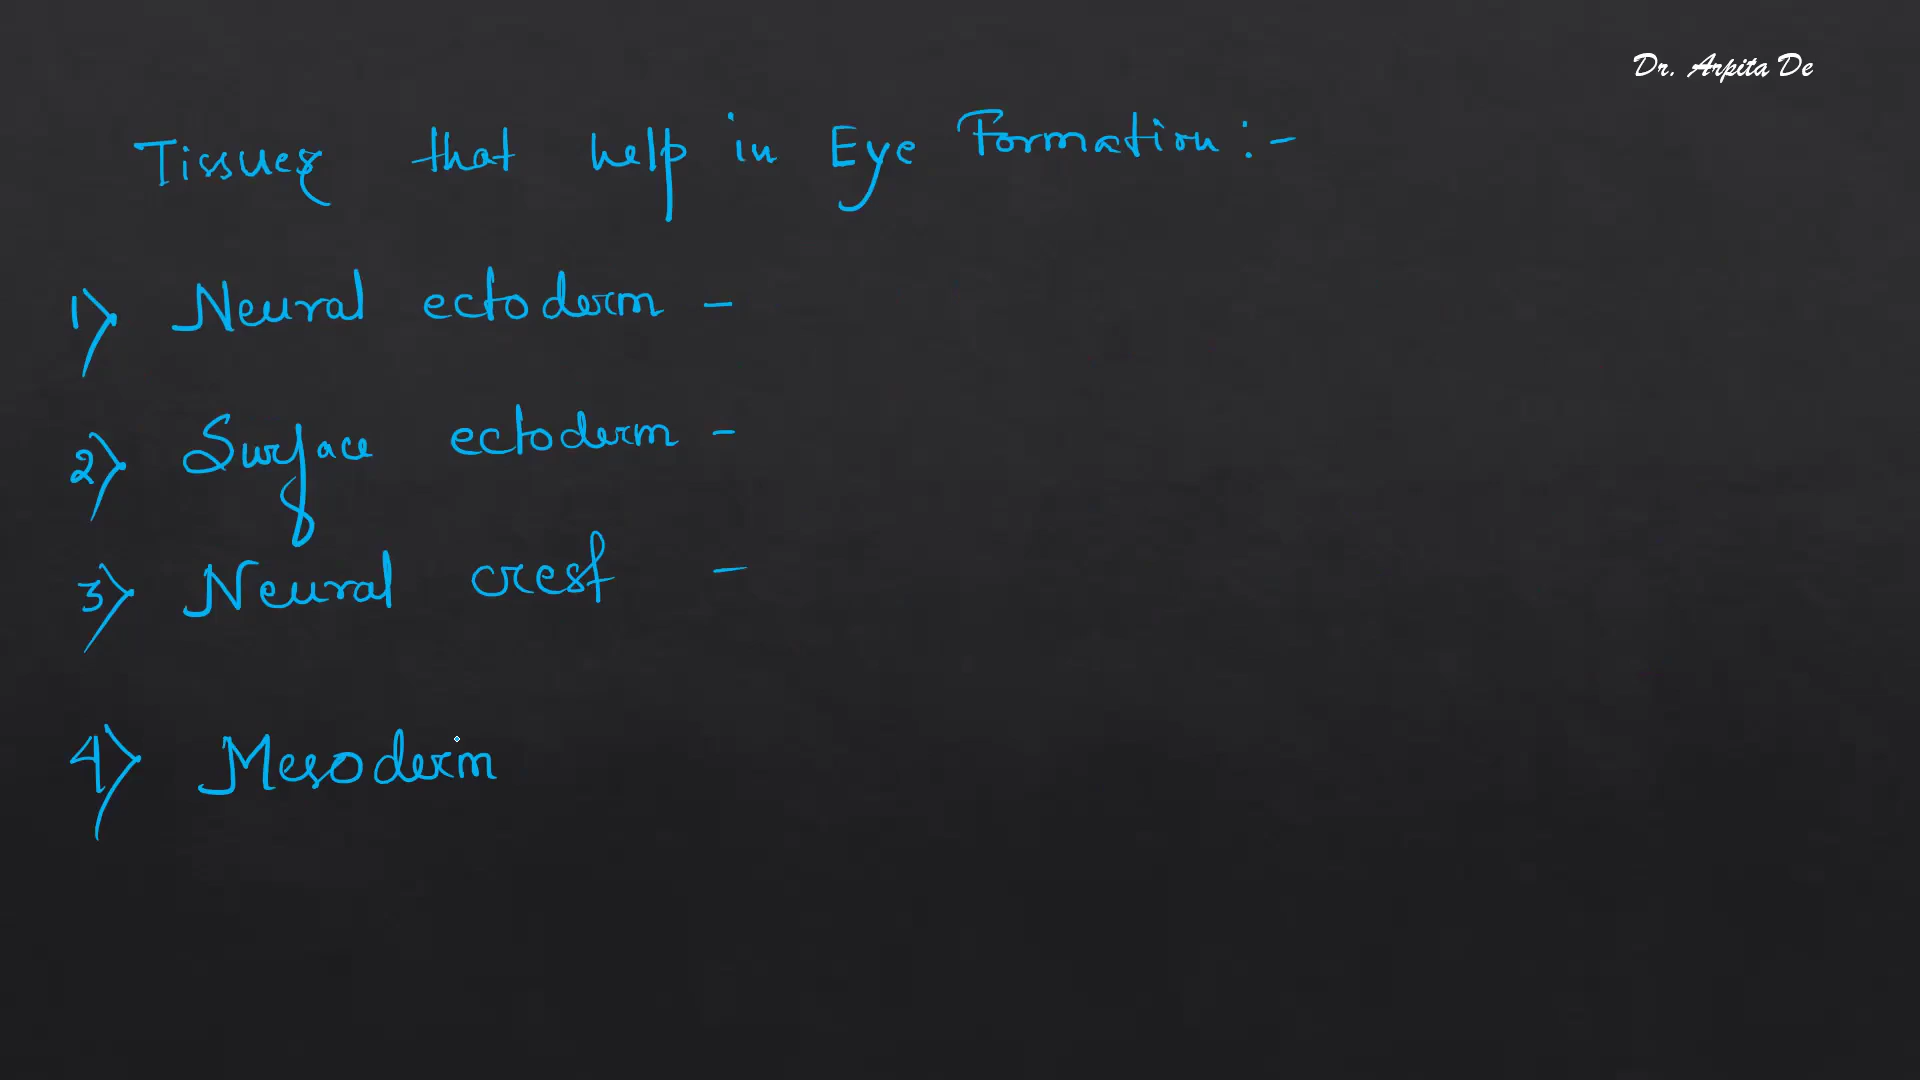 Dr. Arpita De
Tissues that help in Eye Formation :-
1) Neural ectoderm -
2) Surface ectoderm -
3) Neural crest -
4) Mesoderm